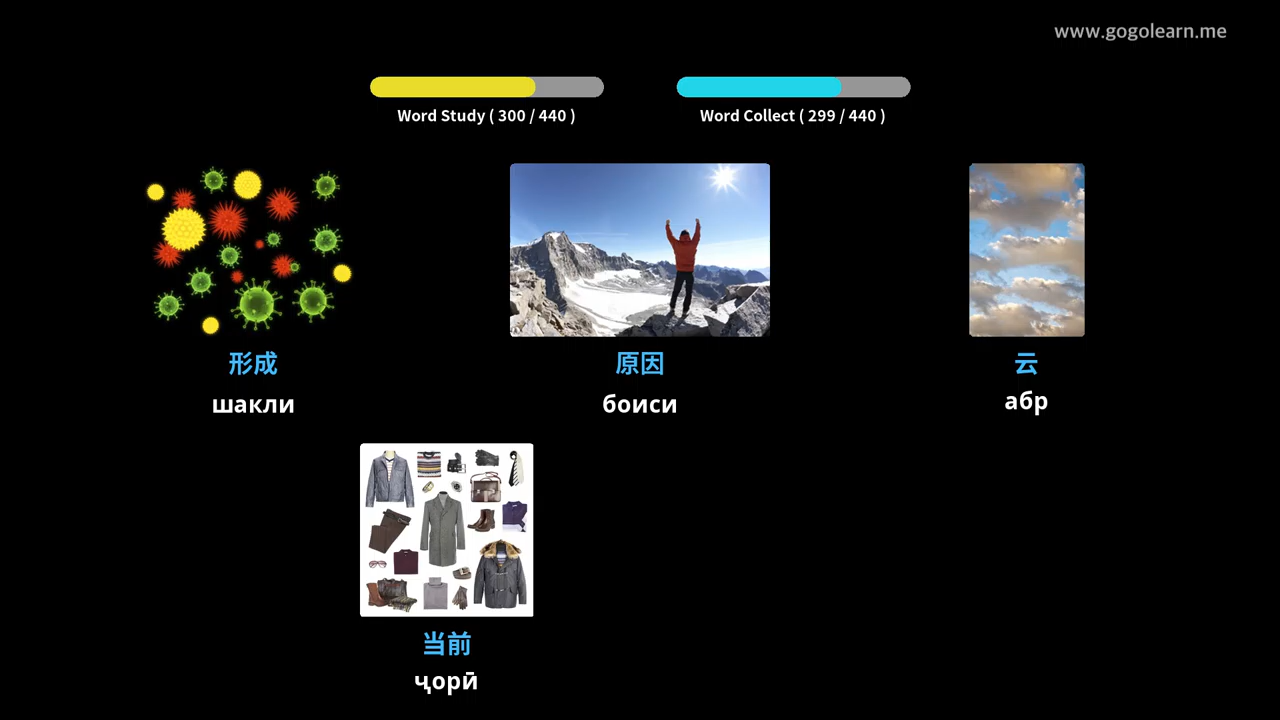 www.gogolearn.me
Word Study ( 300 / 440 )
Word Collect ( 299 / 440 )
形成
шакли
原因
боиси
云
абр
当前
ҷорӣ